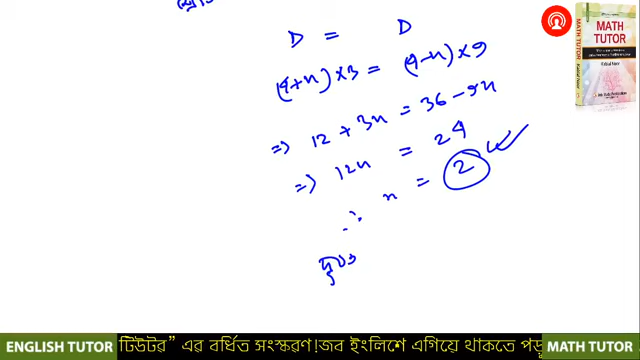 MATH TUTOR
D = D
(4+x) × 3 = (4-x) × 9
⇒ 12 + 3x = 36 - 9x
⇒ 12x = 24
∴ x = 2
ENGLISH TUTOR টিউটর” এর বর্ধিত সংস্করণ।জব ইংলিশে এগিয়ে থাকতে পড়ু MATH TUTOR